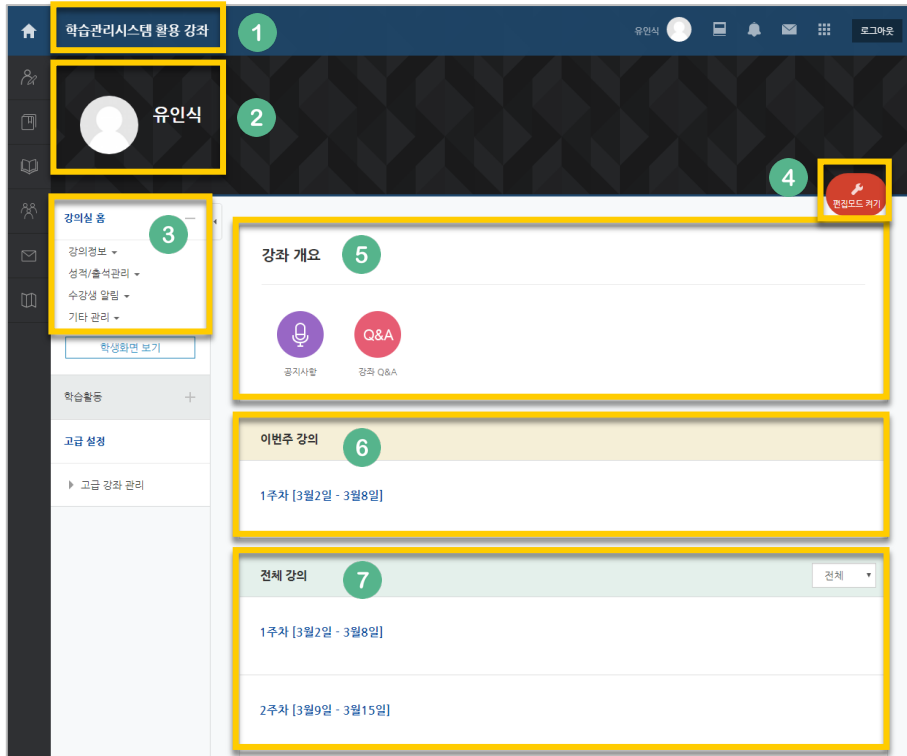 학습관리시스템 활용 강좌
1
유인식
로그아웃
유인식
2
4
편집모드 켜기
강의실 홈
3
강의정보
성적/출석관리
수강생 알림
기타 관리
학생화면 보기
학습활동
고급 설정
고급 강좌 관리
강좌 개요
5
Q&A
공지사항
강좌 Q&A
이번주 강의
6
1주차 [3월2일 - 3월8일]
전체 강의
7
전체
1주차 [3월2일 - 3월8일]
2주차 [3월9일 - 3월15일]